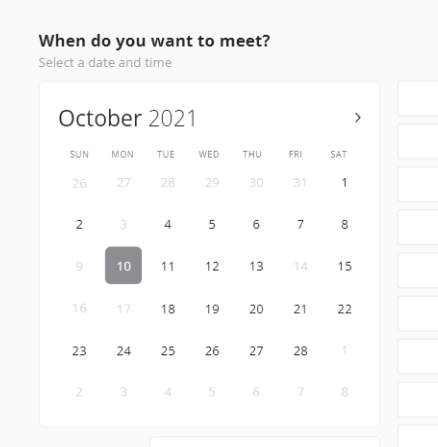 When do you want to meet?
Select a date and time
October 2021
SUN MON TUE WED THU FRI SAT
26 27 28 29 30 31 1
2 3 4 5 6 7 8
9 10 11 12 13 14 15
16 17 18 19 20 21 22
23 24 25 26 27 28 1
2 3 4 5 6 7 8